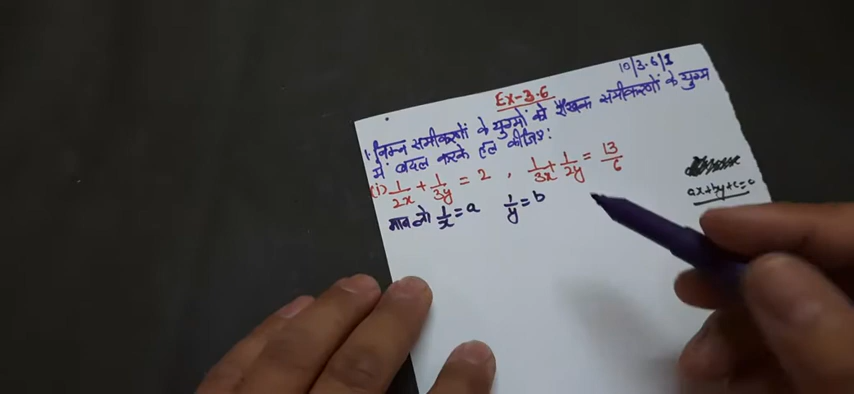 10/3.6/1
Ex-3.6
1. निम्न समीकरणों के युग्मों को रैखिक समीकरणों के युग्म
में बदल करके हल कीजिए:
(i) 1/2x + 1/3y = 2 , 1/3x + 1/2y = 13/6
ax+by+c=0
मान लो 1/x = a 1/y = b